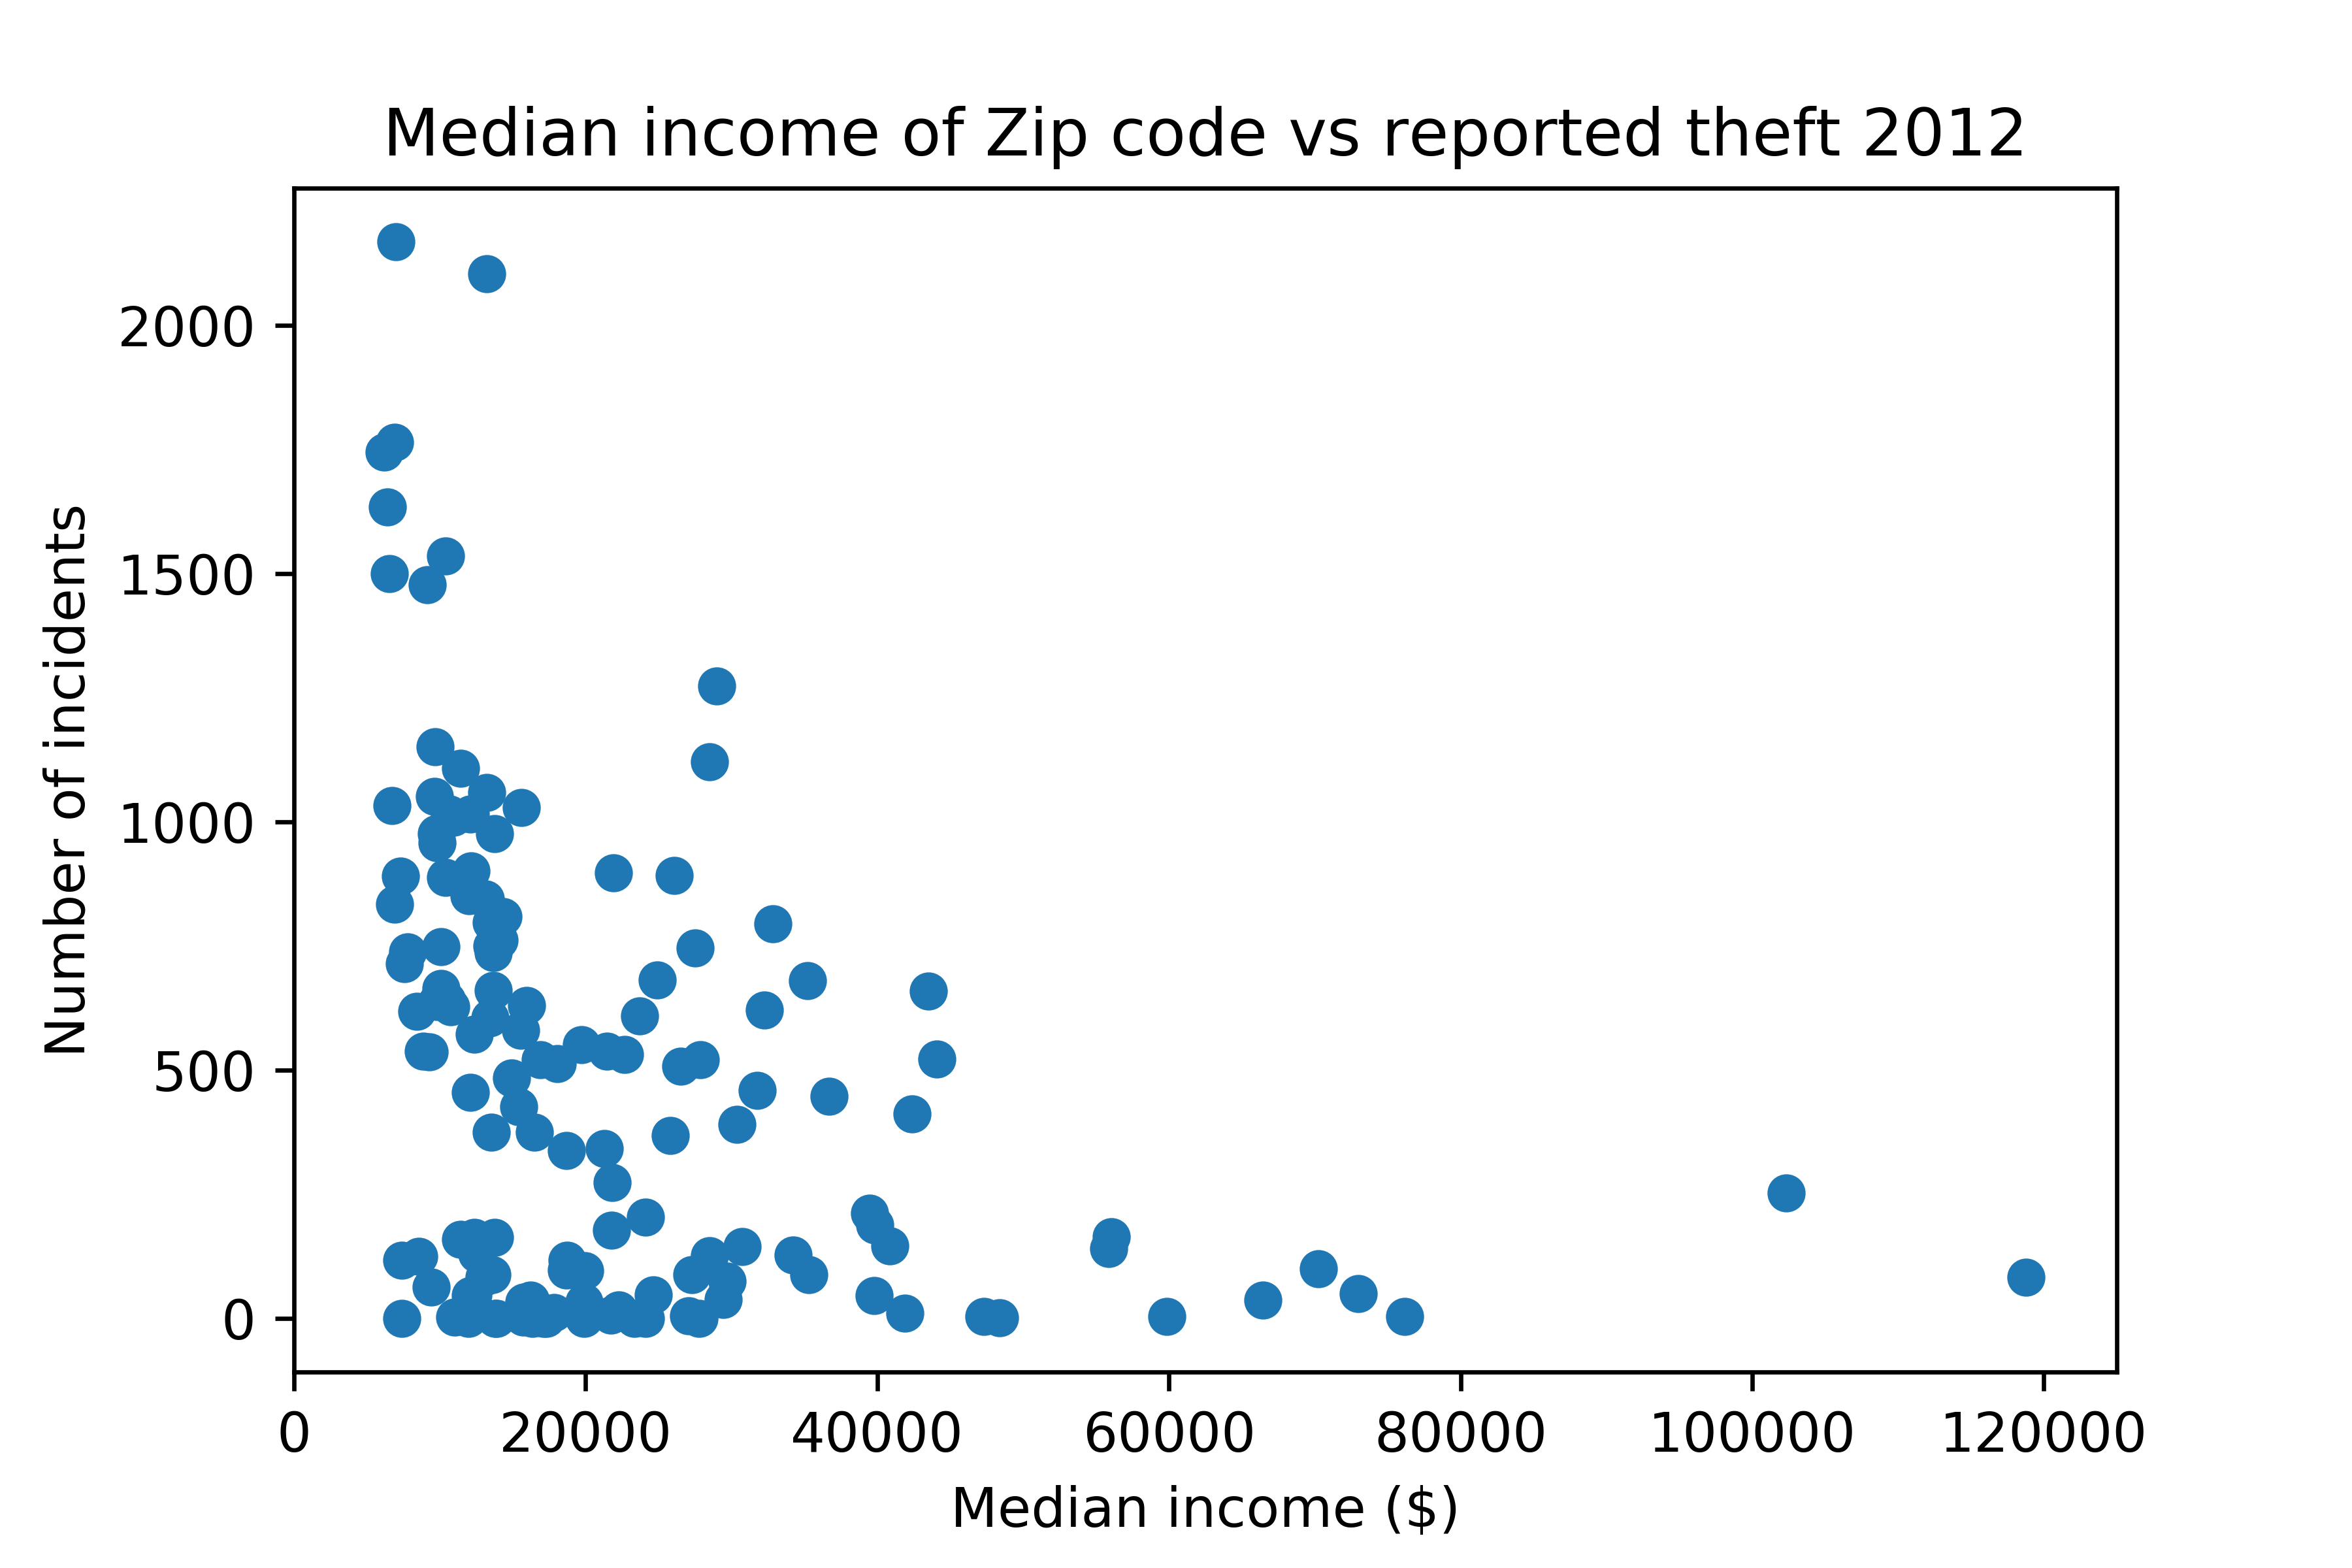 Median income of Zip code vs reported theft 2012
Number of incidents
2000
1500
1000
500
0
0 20000 40000 60000 80000 100000 120000
Median income ($)